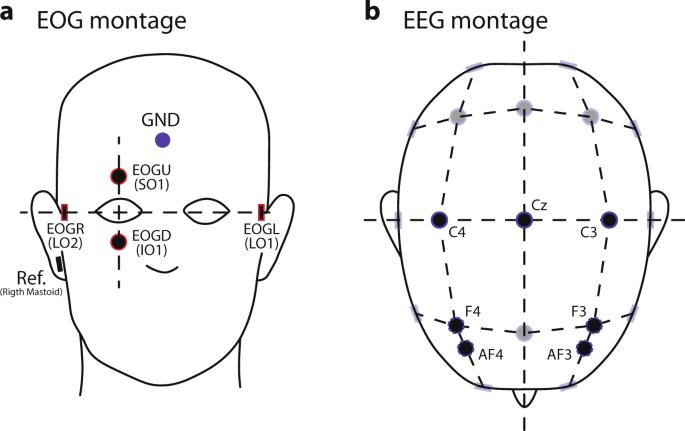 a EOG montage
GND
EOGU
(SO1)
EOGR
(LO2)
EOGD
(IO1)
EOGL
(LO1)
Ref.
(Rigth Mastoid)
b EEG montage
Cz
C4
C3
F4
F3
AF4
AF3